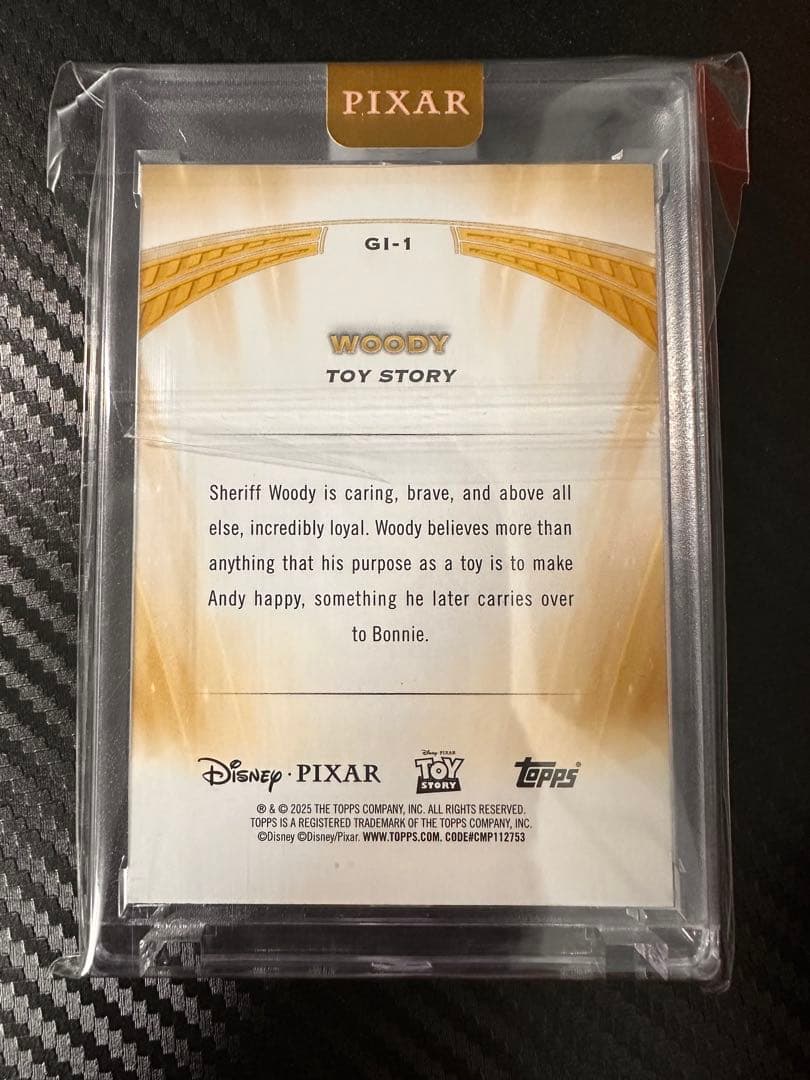 PIXAR
GI-1
WOODY
TOY STORY
Sheriff Woody is caring, brave, and above all
else, incredibly loyal. Woody believes more than
anything that his purpose as a toy is to make
Andy happy, something he later carries over
to Bonnie.
Disney · PIXAR
Disney PIXAR
TOY
STORY
Topps
® & © 2025 THE TOPPS COMPANY, INC. ALL RIGHTS RESERVED.
TOPPS IS A REGISTERED TRADEMARK OF THE TOPPS COMPANY, INC.
©Disney ©Disney/Pixar. WWW.TOPPS.COM. CODE#CMP112753